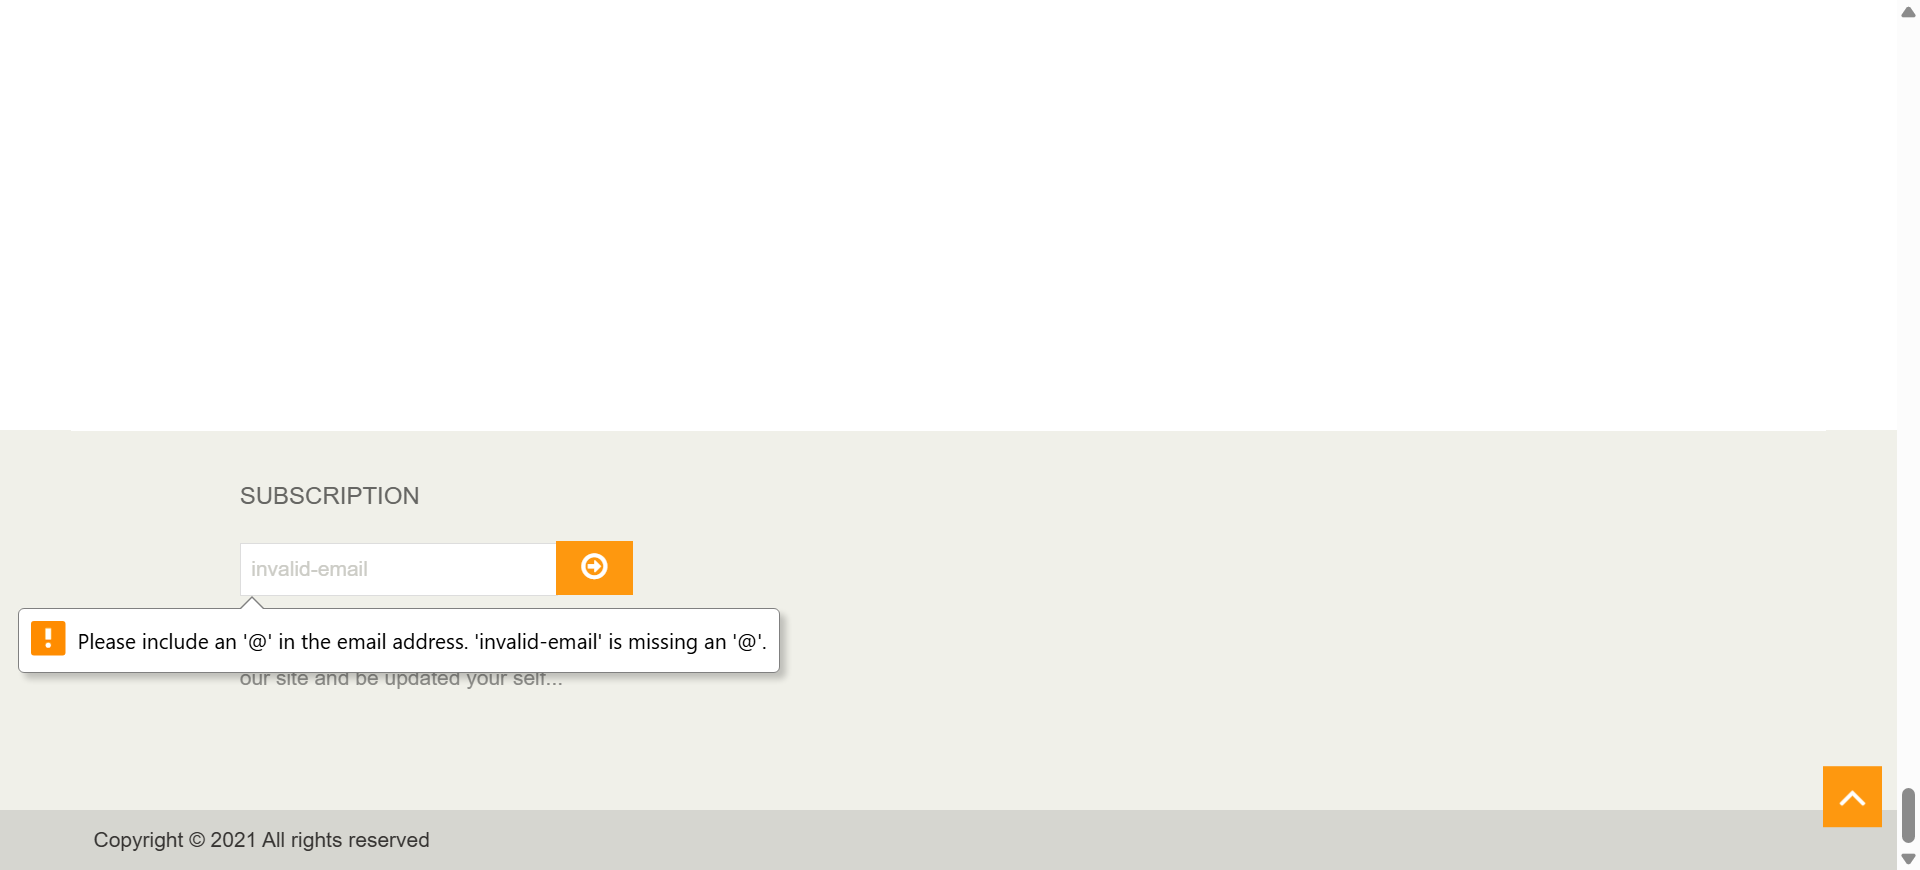 SUBSCRIPTION
invalid-email
Please include an '@' in the email address. 'invalid-email' is missing an '@'.
our site and be updated your self...
Copyright © 2021 All rights reserved